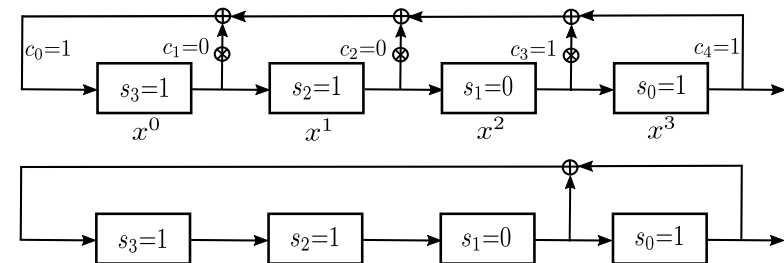 c₀=1 c₁=0 c₂=0 c₃=1 c₄=1
s₃=1 s₂=1 s₁=0 s₀=1
x⁰ x¹ x² x³
s₃=1 s₂=1 s₁=0 s₀=1